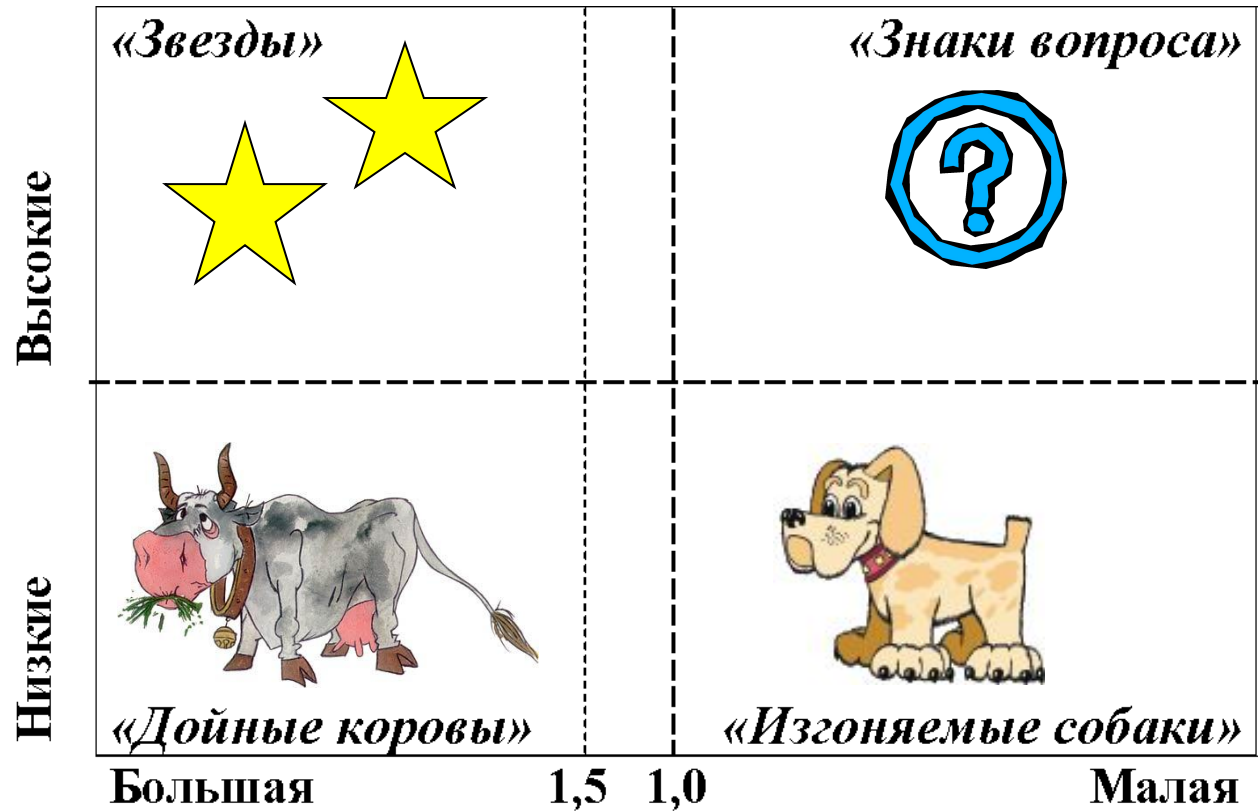 «Звезды»
«Знаки вопроса»
Высокие
?
Низкие
«Дойные коровы»
«Изгоняемые собаки»
Большая
1,5
1,0
Малая